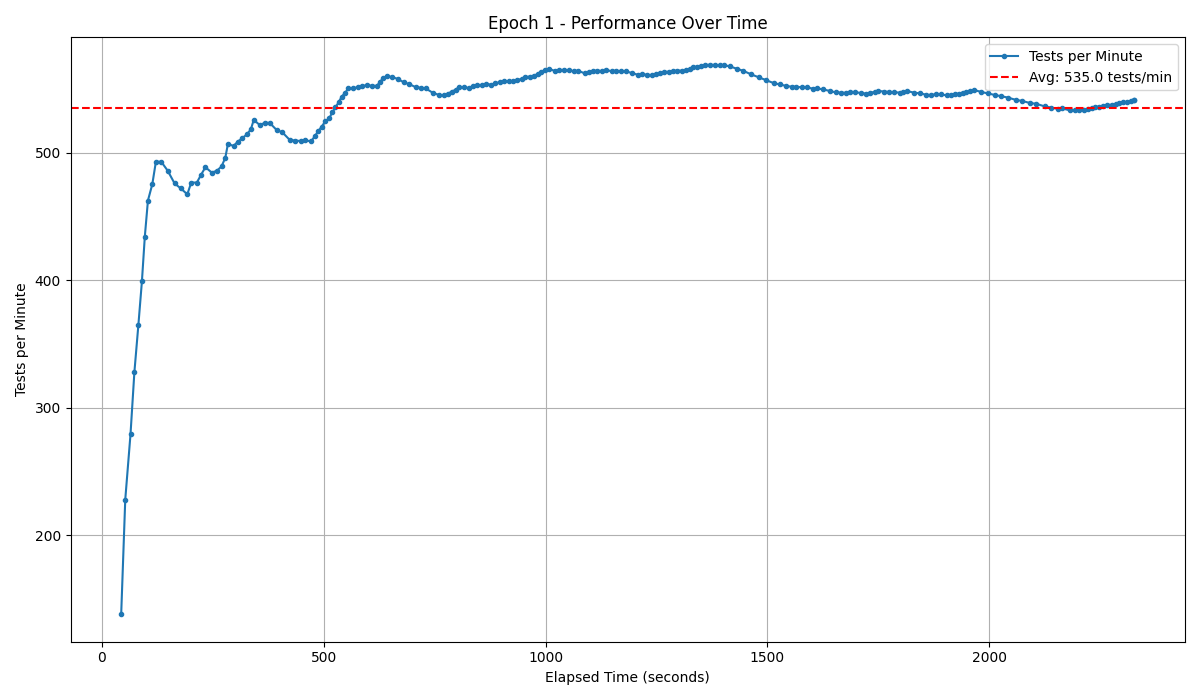 Epoch 1 - Performance Over Time
Tests per Minute
Avg: 535.0 tests/min
Tests per Minute
500
400
300
200
0
500
1000
1500
2000
Elapsed Time (seconds)